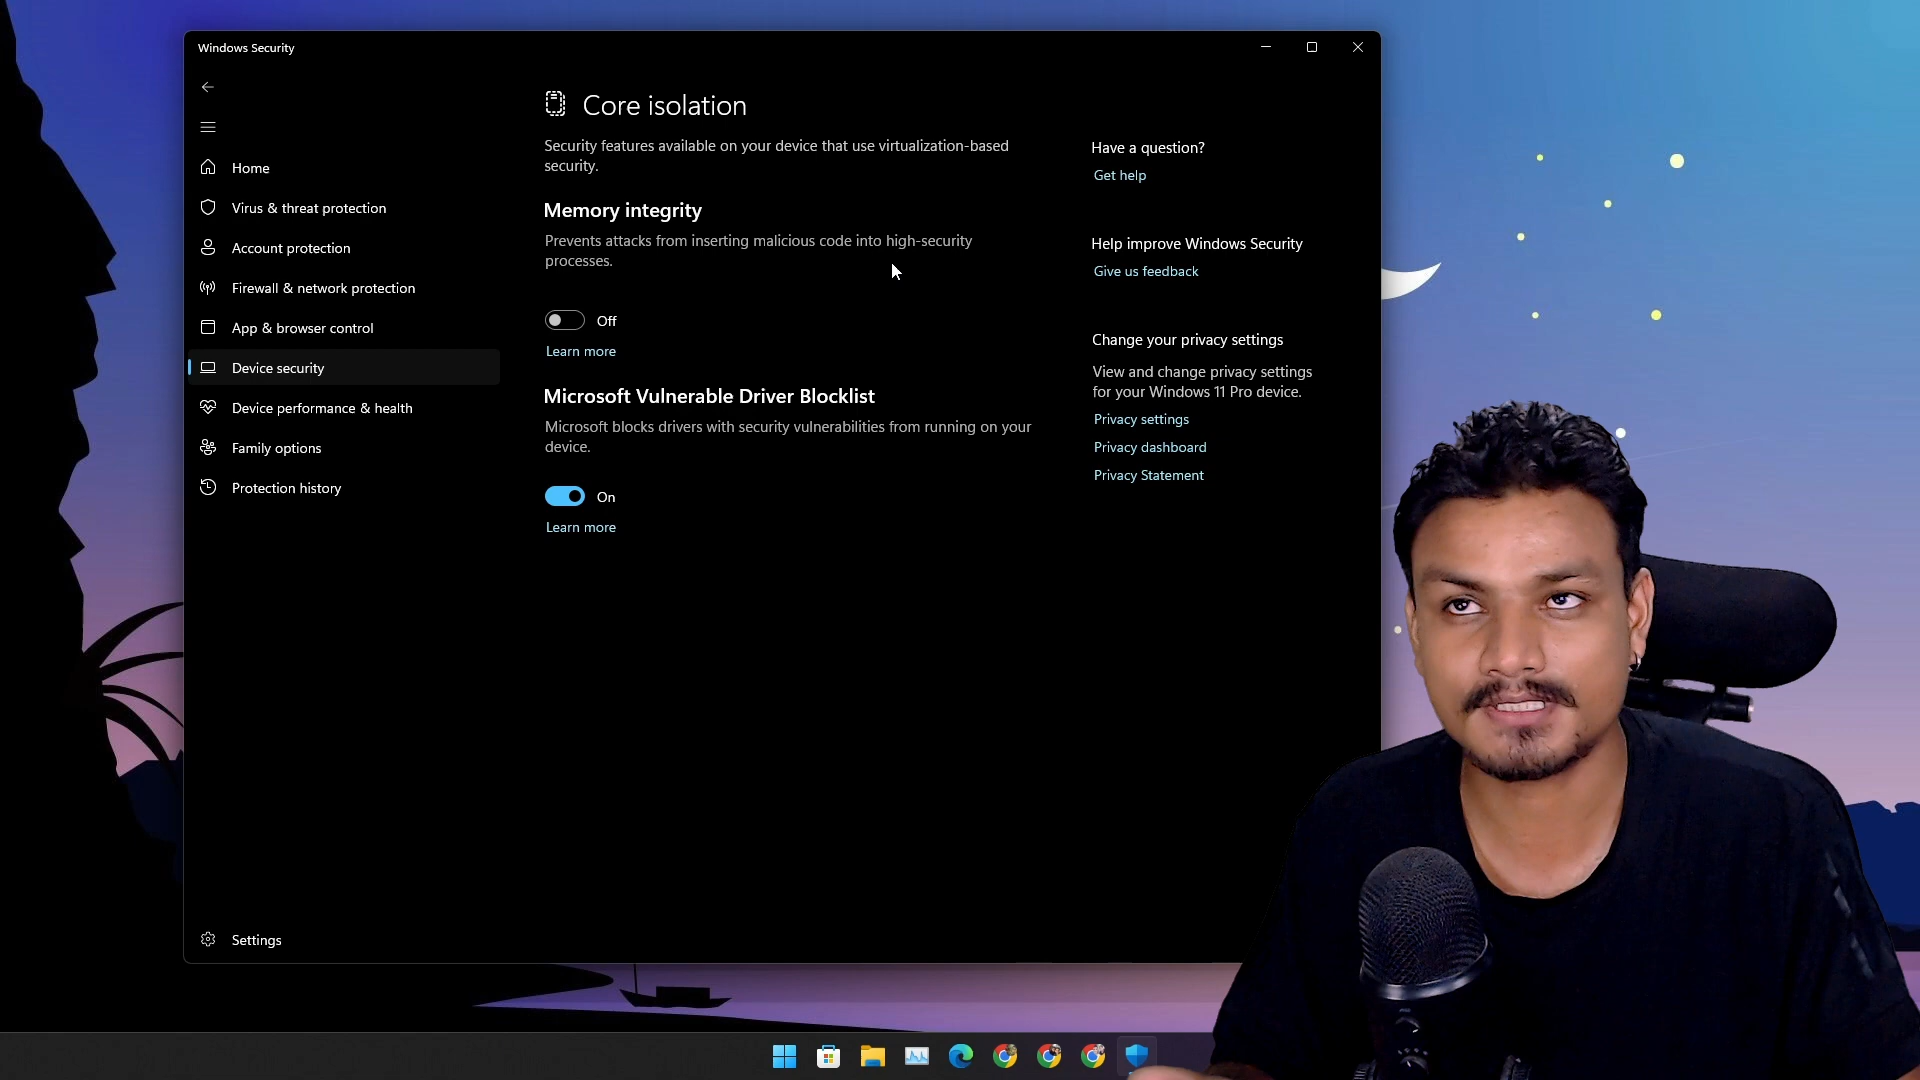 Windows Security
Core isolation
Security features available on your device that use virtualization-based
security.
Memory integrity
Prevents attacks from inserting malicious code into high-security
processes.
Off
Learn more
Microsoft Vulnerable Driver Blocklist
Microsoft blocks drivers with security vulnerabilities from running on your
device.
On
Learn more
Home
Virus & threat protection
Account protection
Firewall & network protection
App & browser control
Device security
Device performance & health
Family options
Protection history
Settings
Have a question?
Get help
Help improve Windows Security
Give us feedback
Change your privacy settings
View and change privacy settings
for your Windows 11 Pro device.
Privacy settings
Privacy dashboard
Privacy Statement